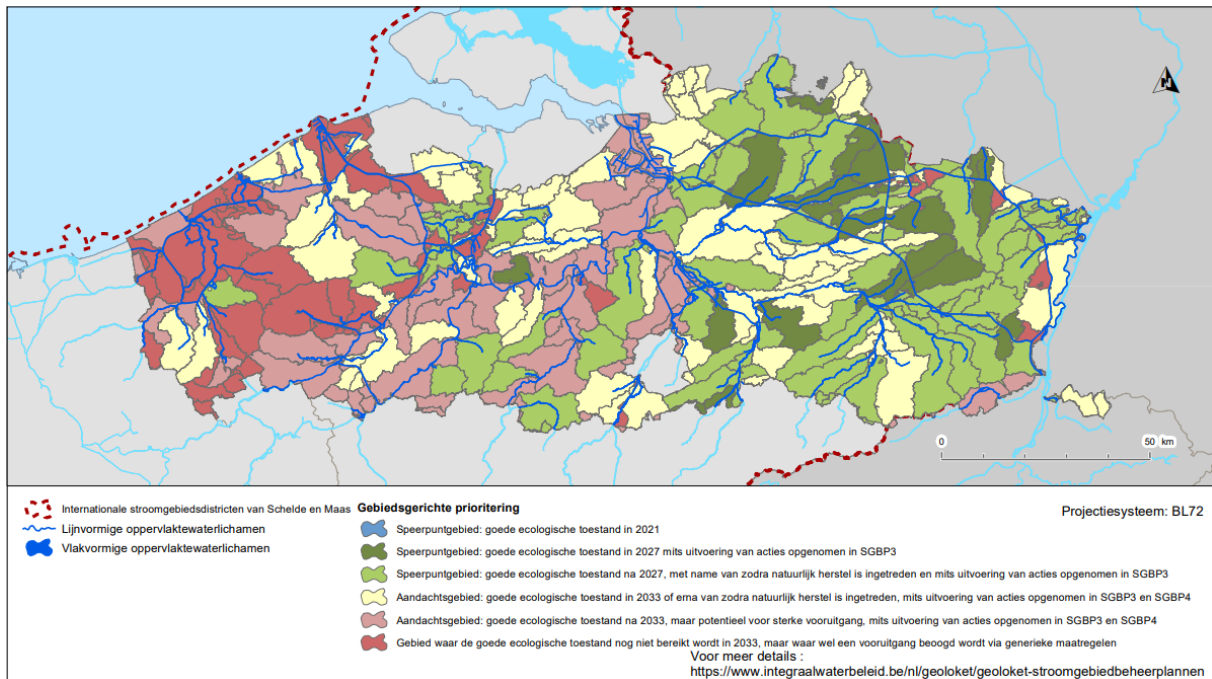 0 50 km
Internationale stroomgebiedsdistricten van Schelde en Maas
Lijnvormige oppervlaktewaterlichamen
Vlakvormige oppervlaktewaterlichamen
Gebiedsgerichte prioritering
Speerpuntgebied: goede ecologische toestand in 2021
Speerpuntgebied: goede ecologische toestand in 2027 mits uitvoering van acties opgenomen in SGBP3
Speerpuntgebied: goede ecologische toestand na 2027, met name van zodra natuurlijk herstel is ingetreden en mits uitvoering van acties opgenomen in SGBP3
Aandachtsgebied: goede ecologische toestand in 2033 of erna van zodra natuurlijk herstel is ingetreden, mits uitvoering van acties opgenomen in SGBP3 en SGBP4
Aandachtsgebied: goede ecologische toestand na 2033, maar potentieel voor sterke vooruitgang, mits uitvoering van acties opgenomen in SGBP3 en SGBP4
Gebied waar de goede ecologische toestand nog niet bereikt wordt in 2033, maar waar wel een vooruitgang beoogd wordt via generieke maatregelen
Projectiesysteem: BL72
Voor meer details :
https://www.integraalwaterbeleid.be/nl/geoloket/geoloket-stroomgebiedbeheerplannen